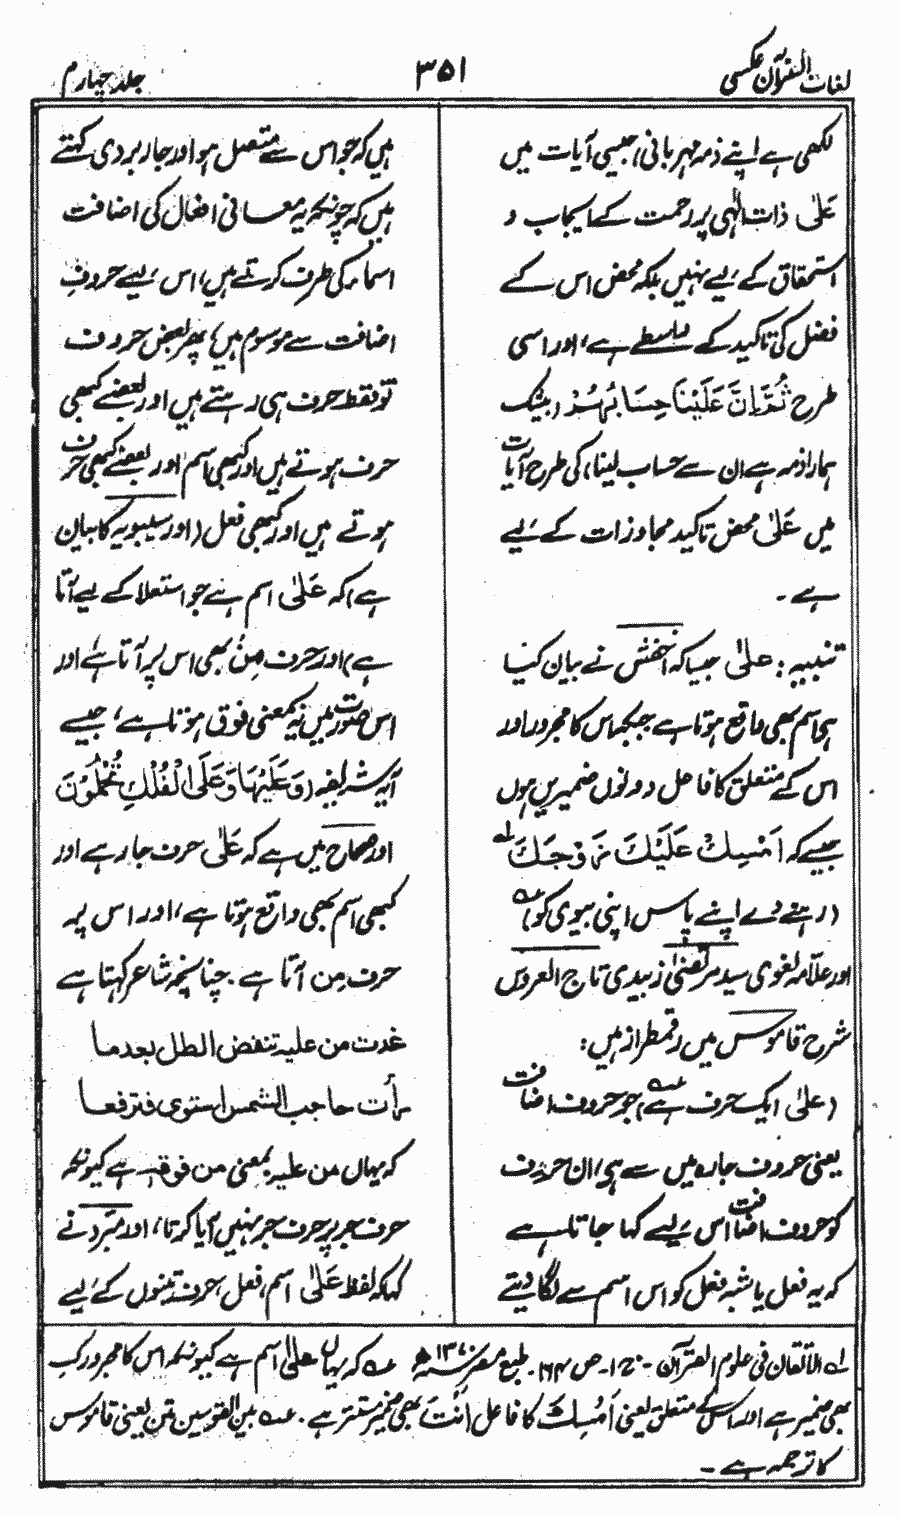 لغات القرآن عکسی
۳۵۱
جلد چہارم
لکھی ہے اپنے ذمہ مہربانی) جیسی آیات میں
عَلٰی ذات الٰہی پر رحمت کے ایجاب و
استحقاق کے لیے نہیں بلکہ محض اس کے
فضل کی تاکید کے واسطے ہے، اور اسی
طرح ثُمَّ اِنَّ عَلَیْنَا حِسَابُہُمْ (بیشک
ہمارا ذمہ ہے ان سے حساب لینا) کی طرح آیات
میں عَلٰی محض تاکید مجاوزات کے لیے
ہے۔
تنبیہ: علیٰ جیسا کہ اخفش نے بیان کیا
ہی اسم بھی واقع ہوتا ہے جبکہ اس کا مجرور اور
اس کے متعلق کا فاعل دونوں ضمیریں ہوں
جیسے کہ اَمْسِكْ عَلَیْكَ زَوْجَكَ لہ
(رہنے دے اپنے پاس اپنی بیوی کو) عہ
اور علامہ لغوی سید مرتضیٰ زبیدی تاج العروس
شرح قاموس میں رقمطراز ہیں:
(علیٰ ایک حرف عہ ہے) جو حروف اضافت
یعنی حروف جارہ میں سے ہی، ان حروف
کو حروف اضافت اس لیے کہا جاتا ہے
کہ یہ فعل یا شبہ فعل کو اس اسم سے لگا دیتے
ہیں کہ جو اس سے متصل ہو اور جار بردی کہتے
ہیں کہ چونکہ یہ معانی افعال کی اضافت
اسماء کی طرف کرتے ہیں، اس لیے حروفِ
اضافت سے موسوم ہیں) پھر بعض حروف
تو فقط حرف ہی رہتے ہیں اور بعضے کبھی
حرف ہوتے ہیں اور کبھی اسم اور بعضے کبھی حرف
ہوتے ہیں اور کبھی فعل (اور سیبویہ کا بیان
ہے) کہ عَلٰی اسم ہے جو استعلا کے لیے آتا
ہے) اور حرف مِنْ بھی اس پر آتا ہے اور
اس صورت میں یہ بمعنی فوق ہوتا ہے، جیسے
آیہ شریفہ (وَعَلَیْہَا وَعَلَی الْفُلْكِ تُحْمَلُوْنَ
اور صحاح میں ہے کہ عَلٰی حرف جار ہے اور
کبھی اسم بھی واقع ہوتا ہے، اور اس پر
حرف مِن آتا ہے۔ چنانچہ شاعر کہتا ہے
غدت من علیہ تنفض الطل بعدما
رأت حاجب الشمس استوی فترفعا
کہ یہاں من علیہ بمعنی من فوقہ ہے کیونکہ
حرف جر پر حرف جر نہیں آیا کرتا، اور مبرد نے
کہا کہ لفظ عَلٰی اسم، فعل، حرف تینوں کے لیے
لہ الاتقان فی علوم القرآن۔ ج ۱۔ ص ۱۶۴۔ طبع مصر سنہ ۱۳۷۰ھ عہ کہ یہاں علیٰ اسم ہے کیونکہ اس کا مجرور ک
بھی ضمیر ہے اور اس کے متعلق یعنی اَمْسِكْ کا فاعل اَنْتَ بھی ضمیر مستتر ہے۔ عہ بین القوسین متن یعنی قاموس
کا ترجمہ ہے۔